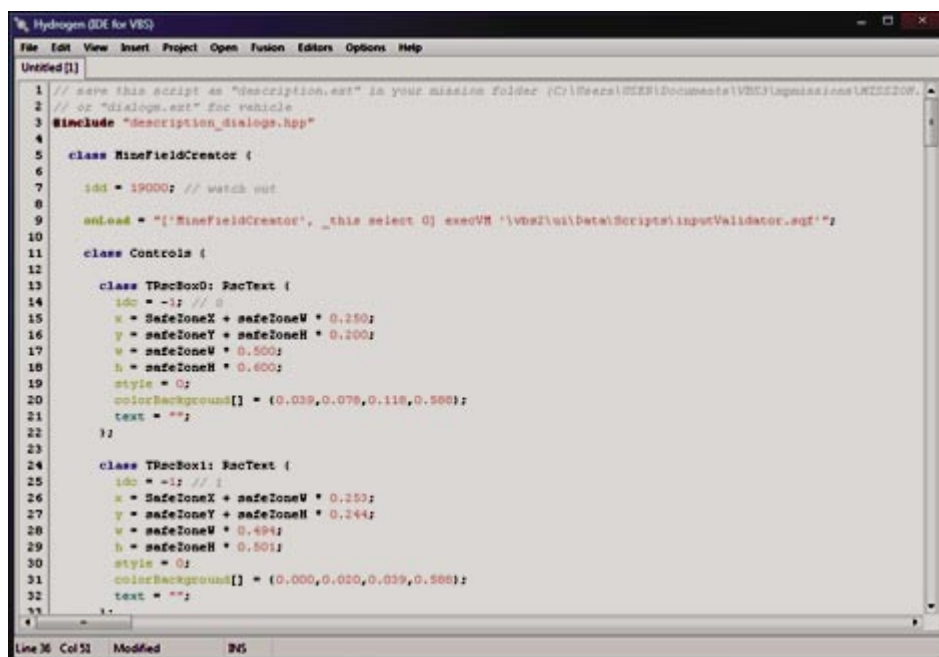 Hydrogen (IDE for VBS)
File Edit View Insert Project Open Fusion Editors Options Help
Untitled [1]
1 // save this script as "description.ext" in your mission folder (C:\Users\USER\Documents\VBS3\mpmissions\MISSION.
2 // or "dialogs.ext" for vehicle
3 #include "description_dialogs.hpp"
4
5 class MineFieldCreator {
6
7 idd = 19000; // watch out
8
9 onLoad = "['MineFieldCreator', _this select 0] execVM '\vbs2\ui\Data\Scripts\inputValidator.sqf'";
10
11 class Controls {
12
13 class TRscBox0: RscText {
14 idc = -1; // 0
15 x = SafeZoneX + safeZoneW * 0.250;
16 y = safeZoneY + safeZoneH * 0.200;
17 w = safeZoneW * 0.500;
18 h = safeZoneH * 0.600;
19 style = 0;
20 colorBackground[] = {0.039,0.078,0.118,0.588};
21 text = "";
22 };
23
24 class TRscBox1: RscText {
25 idc = -1; // 1
26 x = SafeZoneX + safeZoneW * 0.253;
27 y = safeZoneY + safeZoneH * 0.244;
28 w = safeZoneW * 0.494;
29 h = safeZoneH * 0.501;
30 style = 0;
31 colorBackground[] = {0.000,0.020,0.039,0.588};
32 text = "";
33 };
Line 36 Col 51 Modified INS